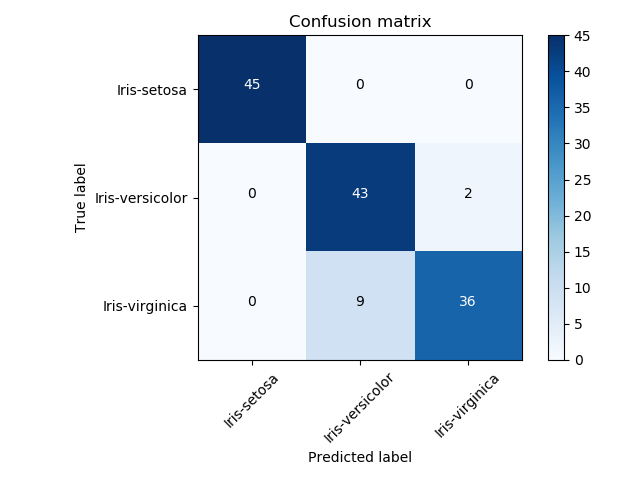 Confusion matrix
True label
Iris-setosa
45 0 0
Iris-versicolor
0 43 2
Iris-virginica
0 9 36
Iris-setosa
Iris-versicolor
Iris-virginica
Predicted label
45
40
35
30
25
20
15
10
5
0